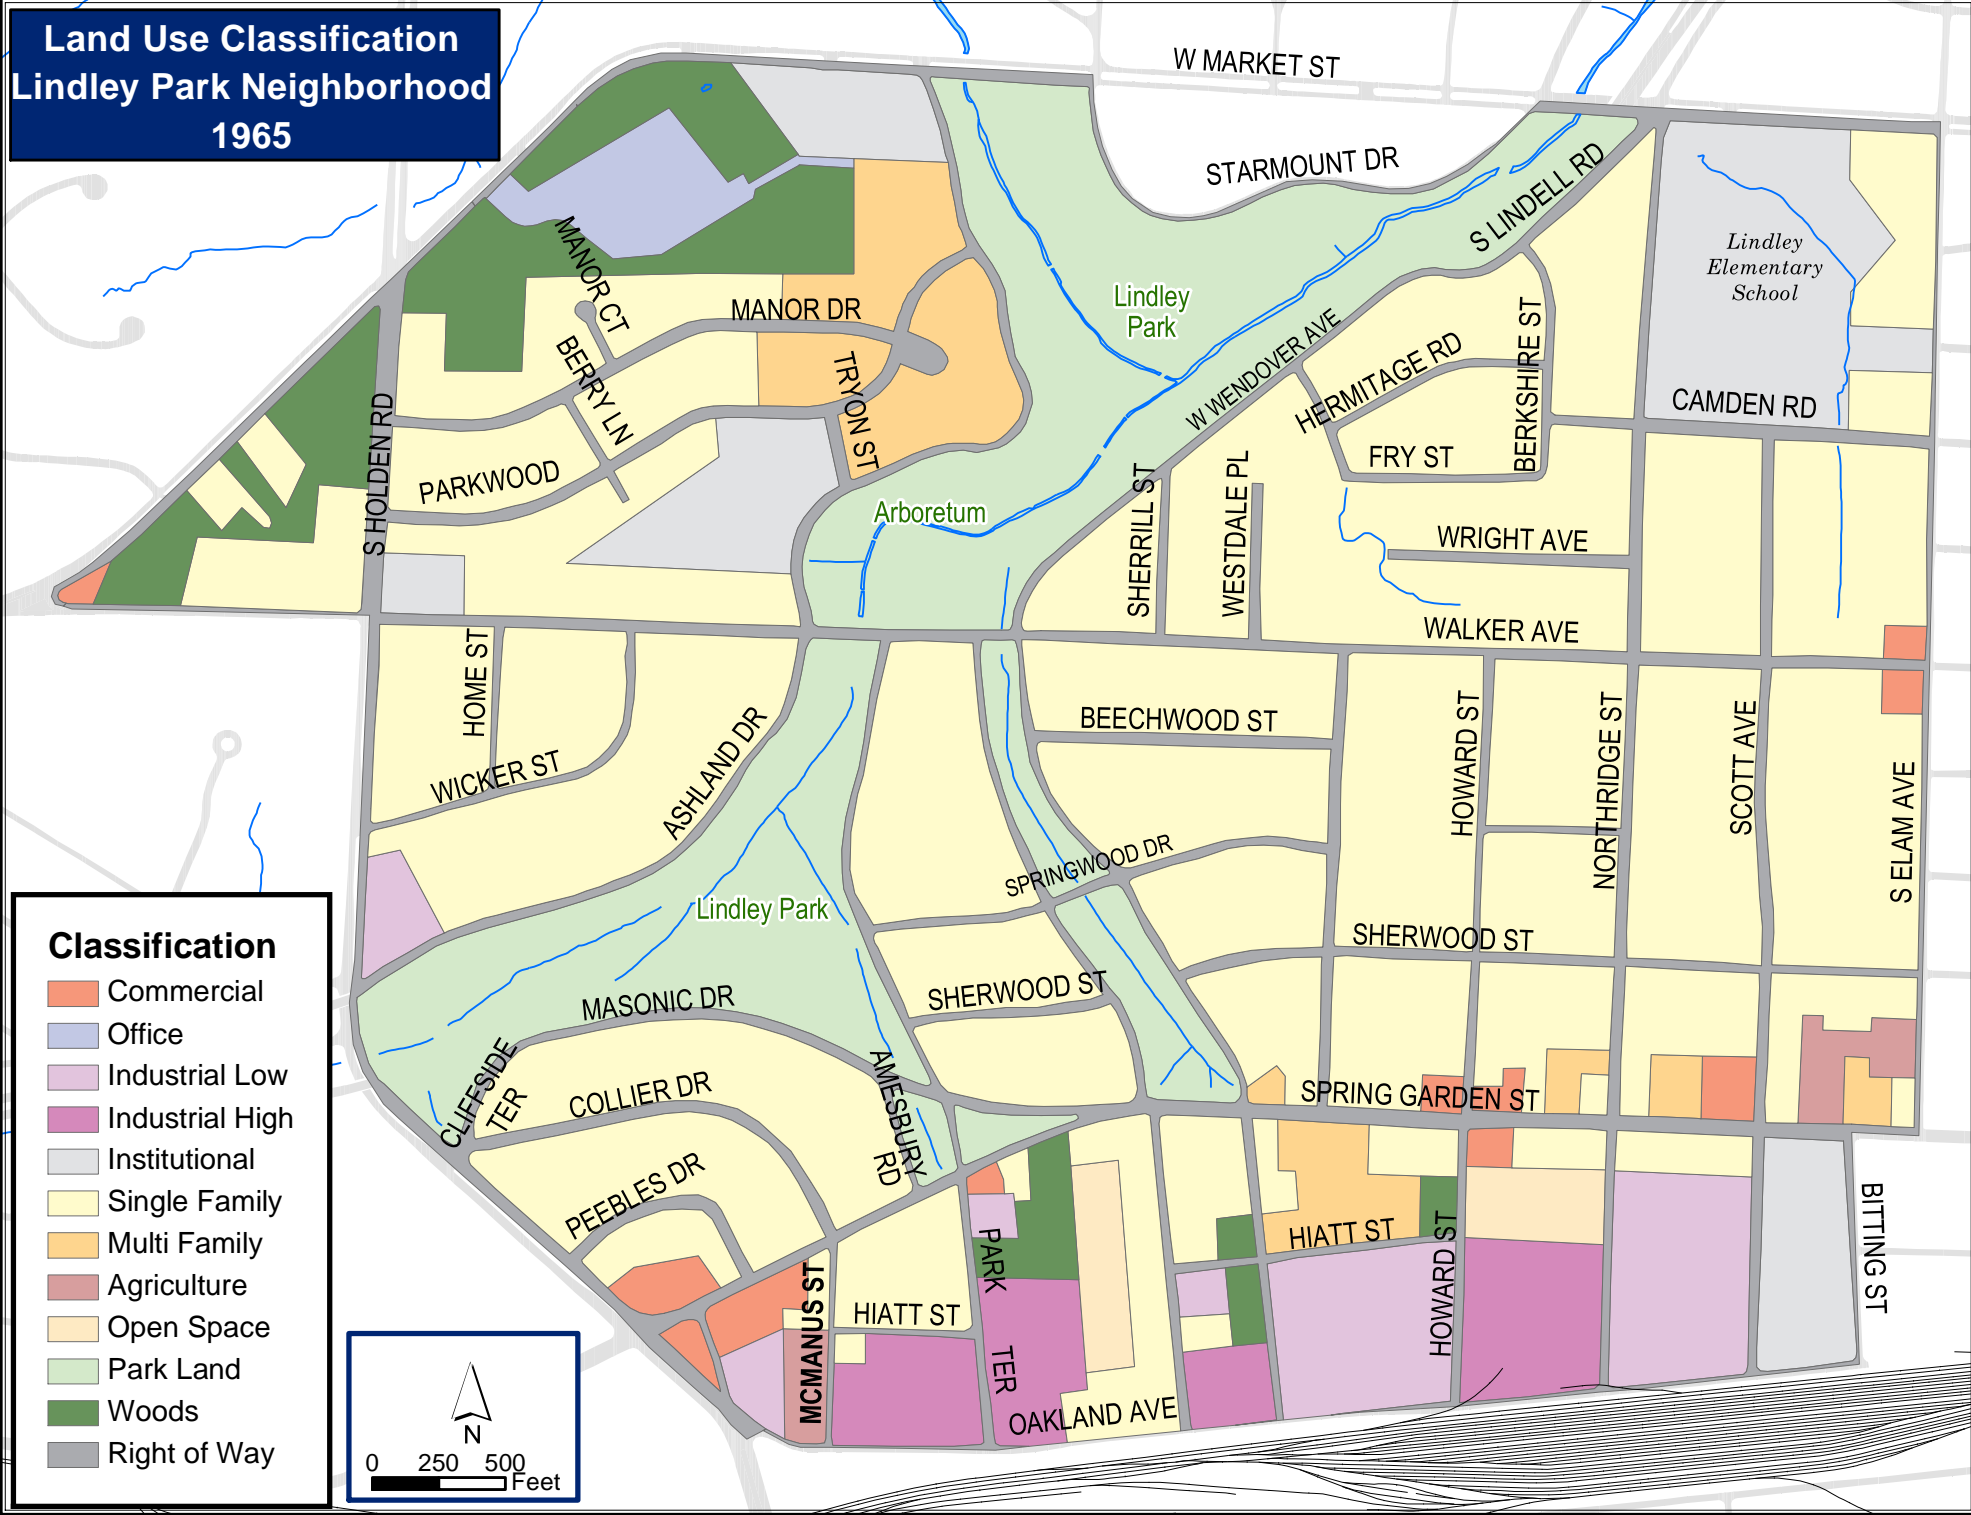 Land Use Classification
Lindley Park Neighborhood
1965
W MARKET ST
STARMOUNT DR
S LINDELL RD
Lindley
Elementary
School
MANOR CT
MANOR DR
Lindley
Park
BERRY LN
TRYON ST
W WENDOVER AVE
HERMITAGE RD
BERKSHIRE ST
CAMDEN RD
S HOLDEN RD
PARKWOOD
FRY ST
Arboretum
SHERRILL ST
WESTDALE PL
WRIGHT AVE
WALKER AVE
HOME ST
WICKER ST
ASHLAND DR
BEECHWOOD ST
HOWARD ST
NORTHRIDGE ST
SCOTT AVE
S ELAM AVE
SPRINGWOOD DR
Lindley Park
SHERWOOD ST
SHERWOOD ST
MASONIC DR
CLIFFSIDE
TER
COLLIER DR
AMESBURY
RD
SPRING GARDEN ST
PEEBLES DR
HIATT ST
HOWARD ST
BITTING ST
PARK
TER
MCMANUS ST
HIATT ST
OAKLAND AVE
Classification
Commercial
Office
Industrial Low
Industrial High
Institutional
Single Family
Multi Family
Agriculture
Open Space
Park Land
Woods
Right of Way
N
0 250 500
Feet